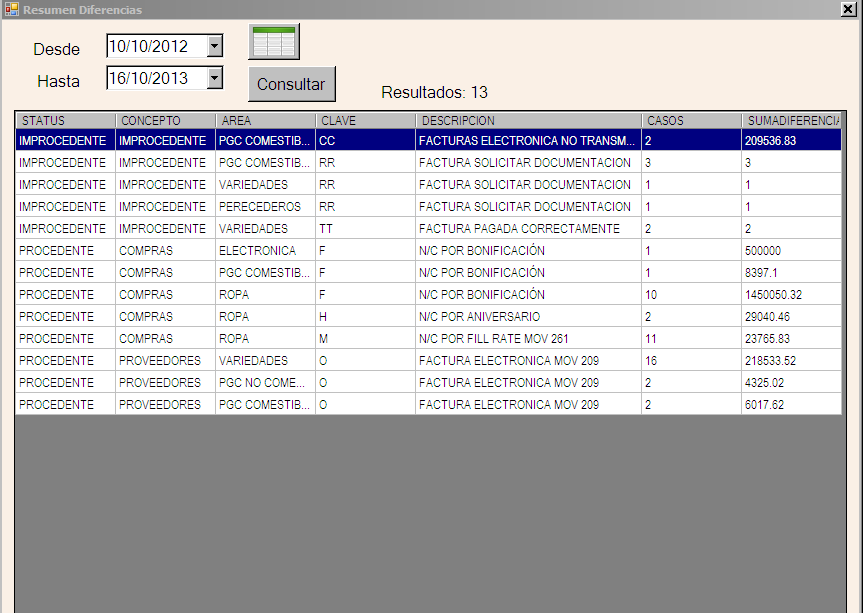 Resumen Diferencias
Desde 10/10/2012
Hasta 16/10/2013 Consultar Resultados: 13
STATUS CONCEPTO AREA CLAVE DESCRIPCION CASOS SUMADIFERENCIA
IMPROCEDENTE IMPROCEDENTE PGC COMESTIB... CC FACTURAS ELECTRONICA NO TRANSM... 2 209536.83
IMPROCEDENTE IMPROCEDENTE PGC COMESTIB... RR FACTURA SOLICITAR DOCUMENTACION 3 3
IMPROCEDENTE IMPROCEDENTE VARIEDADES RR FACTURA SOLICITAR DOCUMENTACION 1 1
IMPROCEDENTE IMPROCEDENTE PERECEDEROS RR FACTURA SOLICITAR DOCUMENTACION 1 1
IMPROCEDENTE IMPROCEDENTE VARIEDADES TT FACTURA PAGADA CORRECTAMENTE 2 2
PROCEDENTE COMPRAS ELECTRONICA F N/C POR BONIFICACIÓN 1 500000
PROCEDENTE COMPRAS PGC COMESTIB... F N/C POR BONIFICACIÓN 1 8397.1
PROCEDENTE COMPRAS ROPA F N/C POR BONIFICACIÓN 10 1450050.32
PROCEDENTE COMPRAS ROPA H N/C POR ANIVERSARIO 2 29040.46
PROCEDENTE COMPRAS ROPA M N/C POR FILL RATE MOV 261 11 23765.83
PROCEDENTE PROVEEDORES VARIEDADES O FACTURA ELECTRONICA MOV 209 16 218533.52
PROCEDENTE PROVEEDORES PGC NO COME... O FACTURA ELECTRONICA MOV 209 2 4325.02
PROCEDENTE PROVEEDORES PGC COMESTIB... O FACTURA ELECTRONICA MOV 209 2 6017.62